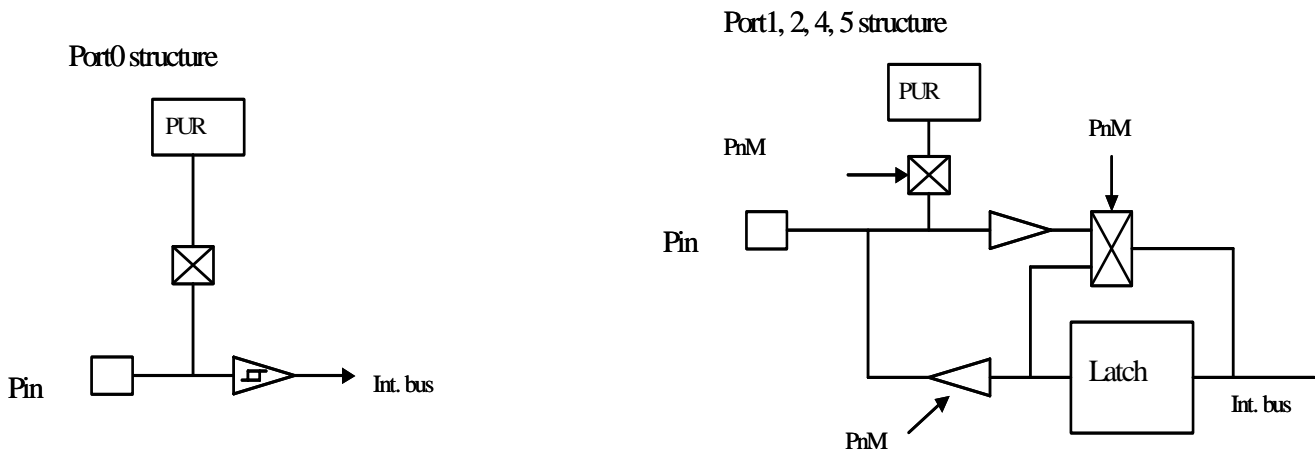 Port0 structure
PUR
Pin
Int. bus
Port1, 2, 4, 5 structure
PUR
PnM
PnM
Pin
Latch
Int. bus
PnM